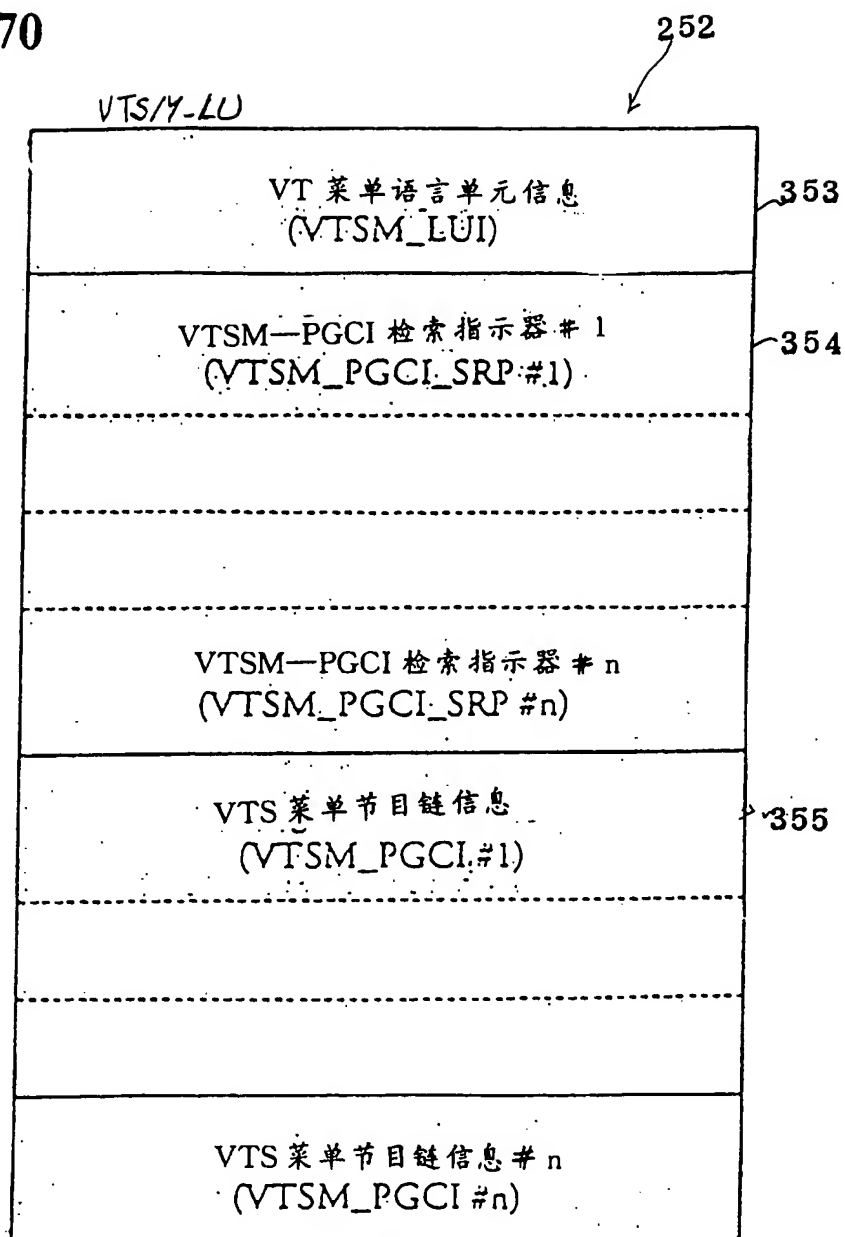 70
252
VTSM-LU
VT 菜单语言单元信息
(VTSM_LUI)
353
VTSM—PGCI 检索指示器 # 1
(VTSM_PGCI_SRP #1)
354
VTSM—PGCI 检索指示器 # n
(VTSM_PGCI_SRP #n)
VTS 菜单节目链信息
(VTSM_PGCI #1)
355
VTS 菜单节目链信息 # n
(VTSM_PGCI #n)